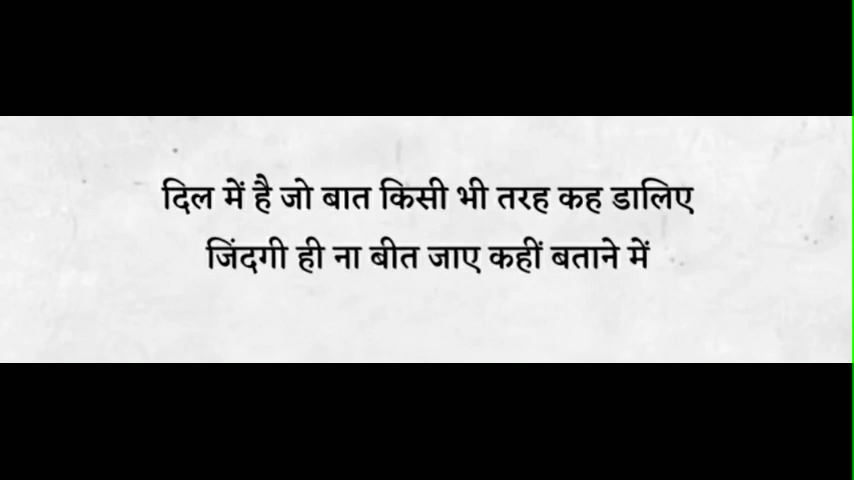 दिल में है जो बात किसी भी तरह कह डालिए
जिंदगी ही ना बीत जाए कहीं बताने में